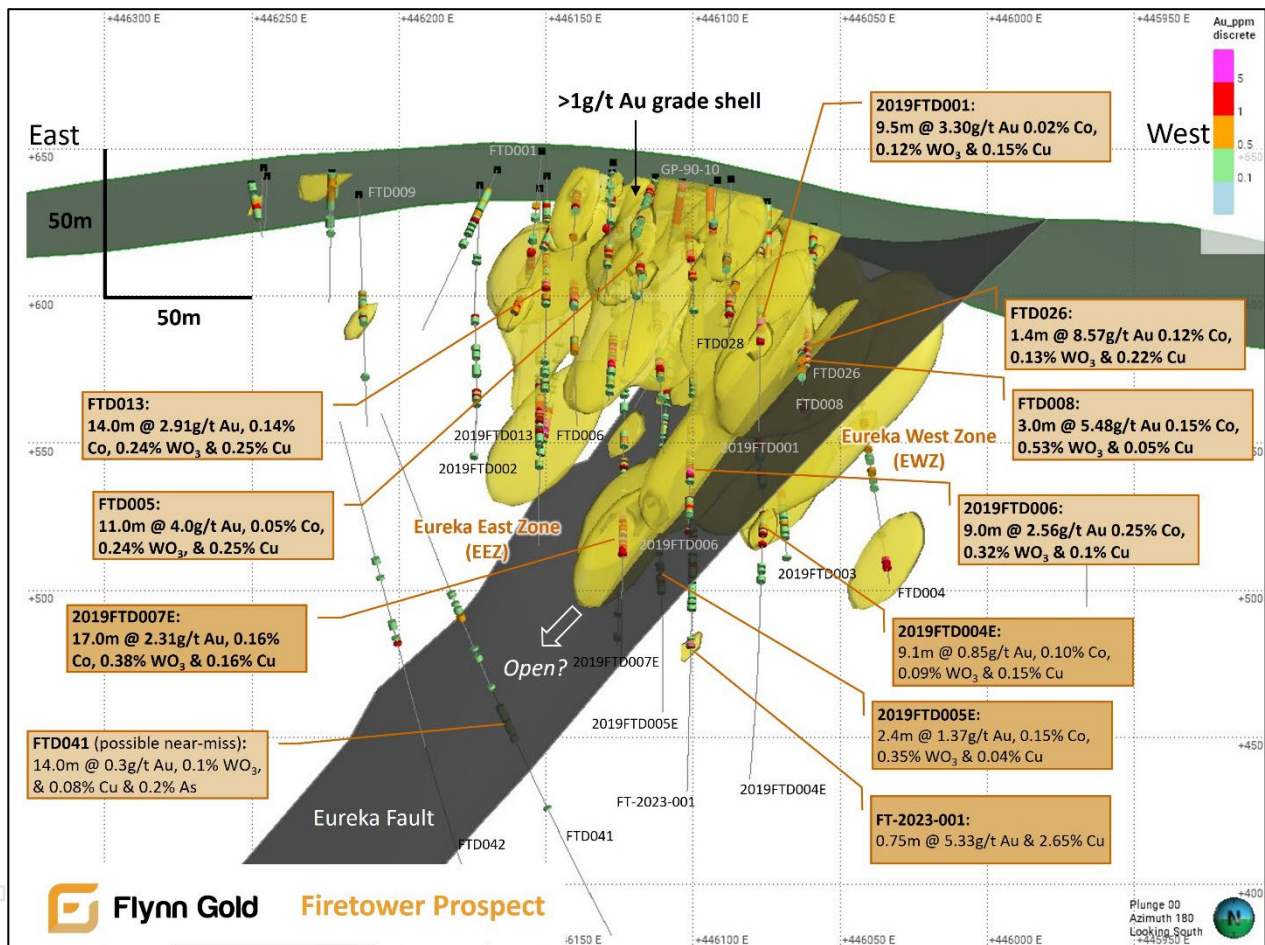 +446300 E
+446250 E
+446200 E
+446150 E
+446100 E
+446050 E
+446000 E
+445950 E
Au_ppm
discrete
5
1
0.5
0.1
East
>1g/t Au grade shell
West
2019FTD001:
9.5m @ 3.30g/t Au 0.02% Co,
0.12% WO₃ & 0.15% Cu
+650
+650
FTD001
GP-90-10
FTD009
50m
50m
+600
FTD028
FTD026
FTD008
FTD026:
1.4m @ 8.57g/t Au 0.12% Co,
0.13% WO₃ & 0.22% Cu
FTD013:
14.0m @ 2.91g/t Au, 0.14%
Co, 0.24% WO₃ & 0.25% Cu
FTD008:
3.0m @ 5.48g/t Au 0.15% Co,
0.53% WO₃ & 0.05% Cu
2019FTD013
FTD006
2019FTD002
2019FTD001
+550
Eureka West Zone
(EWZ)
FTD005:
11.0m @ 4.0g/t Au, 0.05% Co,
0.24% WO₃, & 0.25% Cu
Eureka East Zone
(EEZ)
2019FTD006
2019FTD006:
9.0m @ 2.56g/t Au 0.25% Co,
0.32% WO₃ & 0.1% Cu
2019FTD003
FTD004
+500
2019FTD007E:
17.0m @ 2.31g/t Au, 0.16%
Co, 0.38% WO₃ & 0.16% Cu
Open?
2019FTD007E
2019FTD004E:
9.1m @ 0.85g/t Au, 0.10% Co,
0.09% WO₃ & 0.15% Cu
2019FTD005E
2019FTD005E:
2.4m @ 1.37g/t Au, 0.15% Co,
0.35% WO₃ & 0.04% Cu
FTD041 (possible near-miss):
14.0m @ 0.3g/t Au, 0.1% WO₃,
& 0.08% Cu & 0.2% As
+450
2019FTD004E
FT-2023-001
FT-2023-001:
0.75m @ 5.33g/t Au & 2.65% Cu
Eureka Fault
FTD042
FTD041
+400
Flynn Gold
Firetower Prospect
Plunge 00
Azimuth 180
Looking South
N
+446100 E
+446050 E
+446000 E
+445950 E